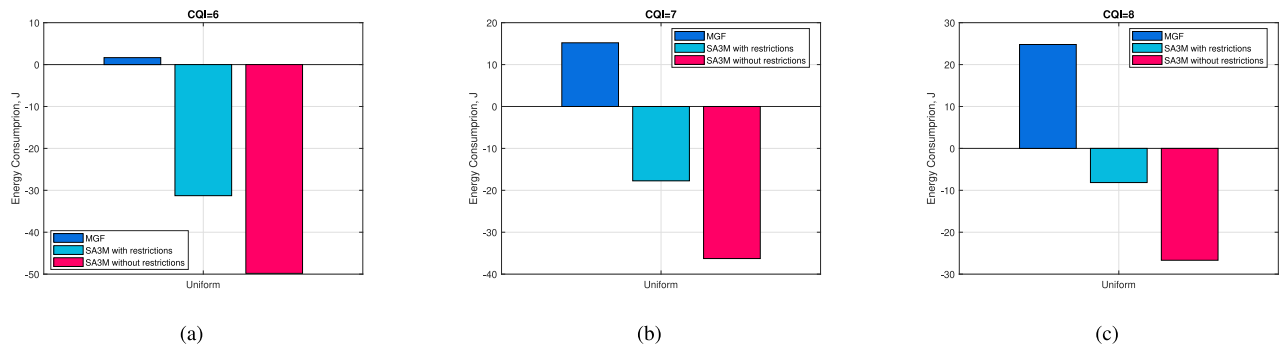 CQI=6
10
0
-10
-20
-30
-40
-50
Energy Consumprion, J
MGF
SA3M with restrictions
SA3M without restrictions
Uniform
(a)
CQI=7
20
10
0
-10
-20
-30
-40
Energy Consumprion, J
MGF
SA3M with restrictions
SA3M without restrictions
Uniform
(b)
CQI=8
30
20
10
0
-10
-20
-30
Energy Consumprion, J
MGF
SA3M with restrictions
SA3M without restrictions
Uniform
(c)